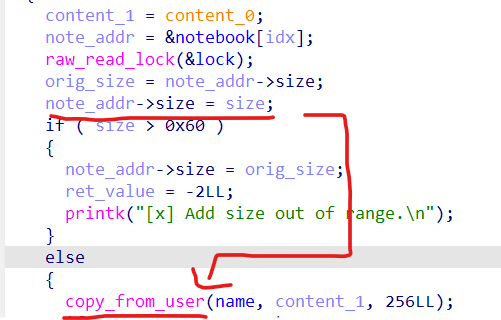 content_1 = content_0;
note_addr = &notebook[idx];
raw_read_lock(&lock);
orig_size = note_addr->size;
note_addr->size = size;
if ( size > 0x60 )
{
note_addr->size = orig_size;
ret_value = -2LL;
printk("[x] Add size out of range.\n");
}
else
{
copy_from_user(name, content_1, 256LL);